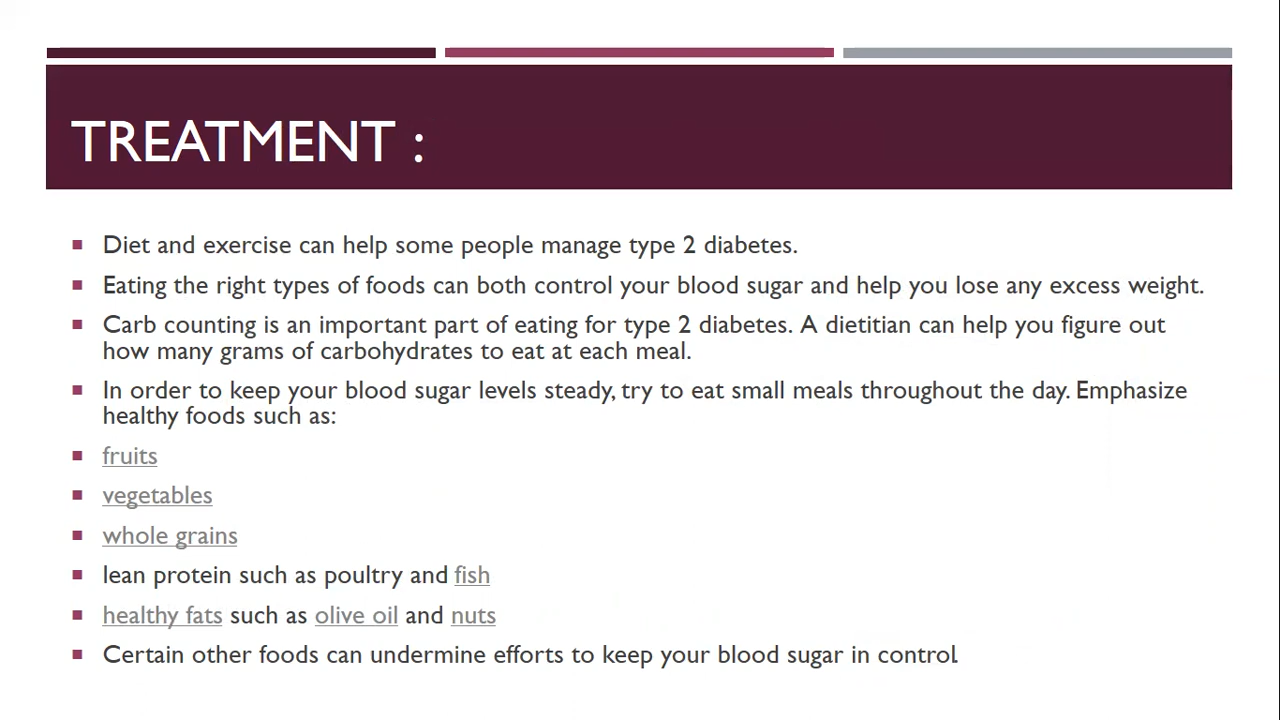 TREATMENT :
Diet and exercise can help some people manage type 2 diabetes.
Eating the right types of foods can both control your blood sugar and help you lose any excess weight.
Carb counting is an important part of eating for type 2 diabetes. A dietitian can help you figure out
how many grams of carbohydrates to eat at each meal.
In order to keep your blood sugar levels steady, try to eat small meals throughout the day. Emphasize
healthy foods such as:
fruits
vegetables
whole grains
lean protein such as poultry and fish
healthy fats such as olive oil and nuts
Certain other foods can undermine efforts to keep your blood sugar in control.